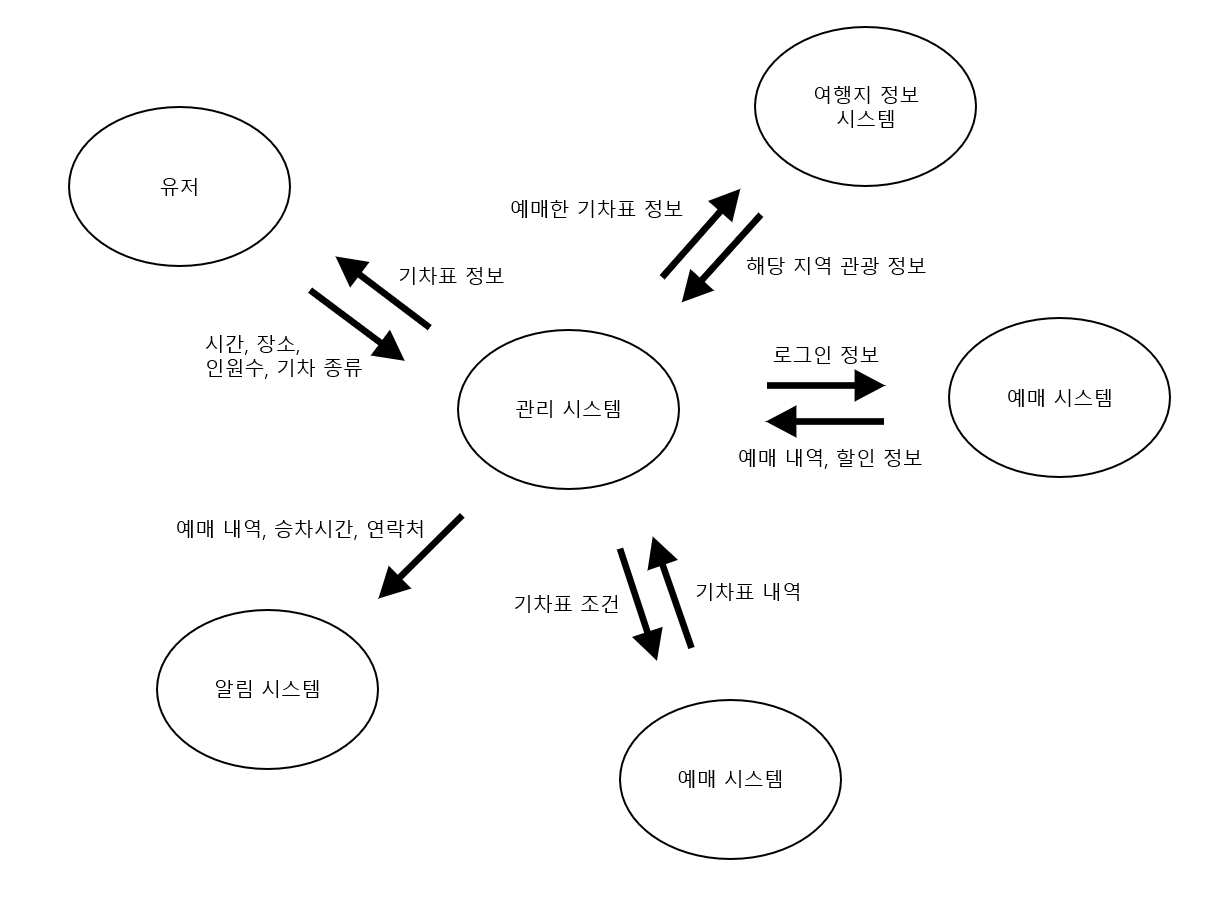 여행지 정보
시스템
유저
예매한 기차표 정보
해당 지역 관광 정보
기차표 정보
시간, 장소,
인원수, 기차 종류
로그인 정보
관리 시스템
예매 시스템
예매 내역, 할인 정보
예매 내역, 승차시간, 연락처
기차표 조건
기차표 내역
알림 시스템
예매 시스템